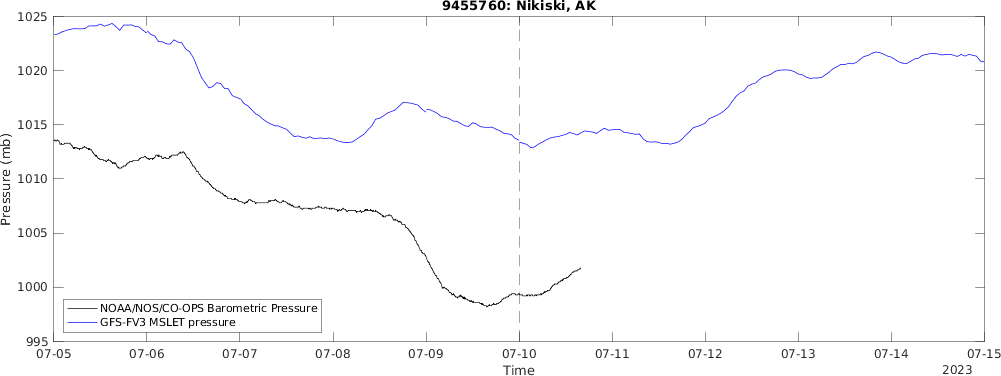 9455760: Nikiski, AK
Pressure (mb)
1025
1020
1015
1010
1005
1000
995
NOAA/NOS/CO-OPS Barometric Pressure
GFS-FV3 MSLET pressure
07-05 07-06 07-07 07-08 07-09 07-10 07-11 07-12 07-13 07-14 07-15
Time
2023